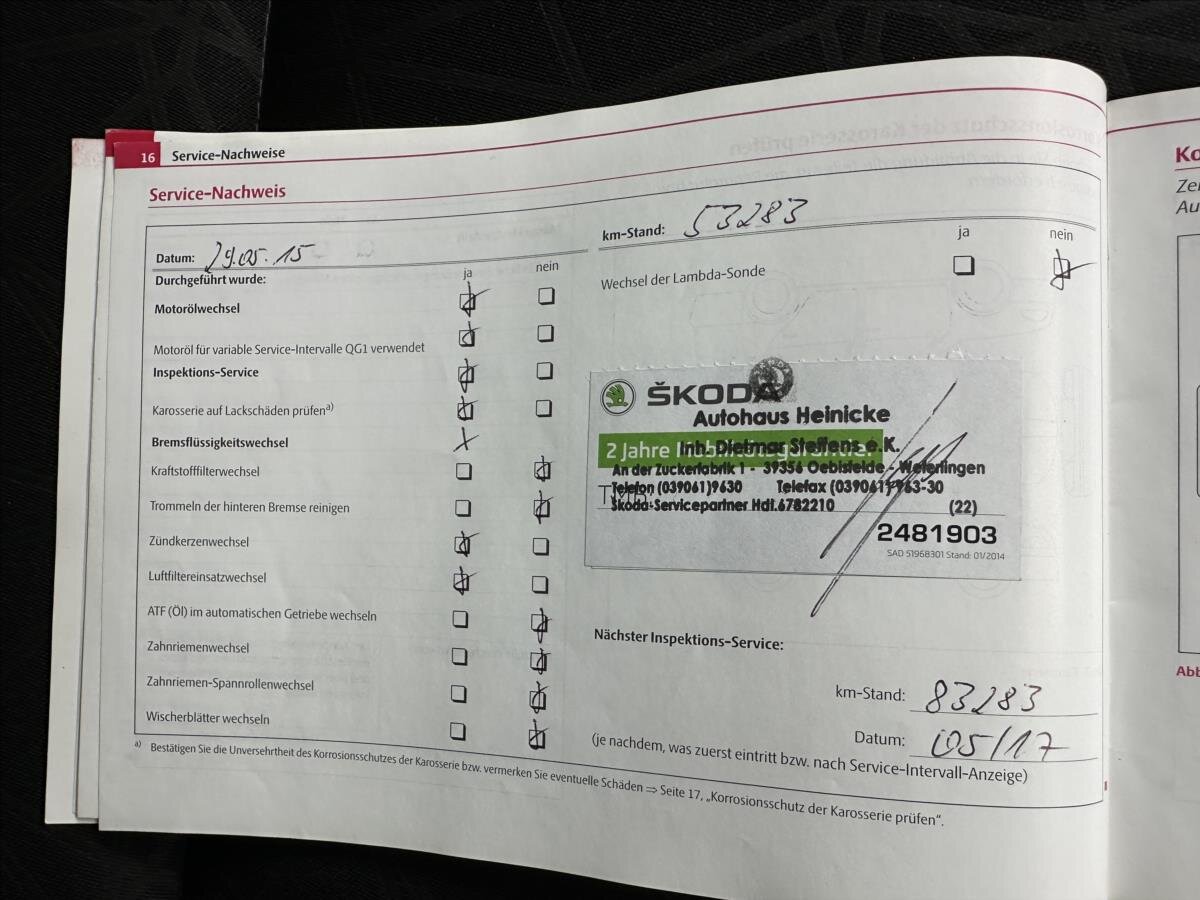 16 Service-Nachweise
Service-Nachweis
Datum: 29.05.15
km-Stand: 53283
Durchgeführt wurde: ja nein
ja nein
Motorölwechsel
Wechsel der Lambda-Sonde
Motoröl für variable Service-Intervalle QG1 verwendet
Inspektions-Service
Karosserie auf Lackschäden prüfen a)
Bremsflüssigkeitswechsel
Kraftstofffilterwechsel
Trommeln der hinteren Bremse reinigen
Zündkerzenwechsel
Luftfiltereinsatzwechsel
ATF (Öl) im automatischen Getriebe wechseln
Zahnriemenwechsel
Zahnriemen-Spannrollenwechsel
Wischerblätter wechseln
ŠKODA
Autohaus Heinicke
2 Jahre
Inh. Dietmar Steffens e.K.
An der Zuckerfabrik 1 - 39356 Oebisfelde - Weferlingen
Telefon (039061)9630 Telefax (039061)963-30
TMB
Skoda-Servicepartner Hdl.6782210 (22)
2481903
SAD 51968301 Stand: 01/2014
Nächster Inspektions-Service:
km-Stand: 83283
Datum: 05/17
(je nachdem, was zuerst eintritt bzw. nach Service-Intervall-Anzeige)
a) Bestätigen Sie die Unversehrtheit des Korrosionsschutzes der Karosserie bzw. vermerken Sie eventuelle Schäden ⇒ Seite 17, „Korrosionsschutz der Karosserie prüfen“.
Ko
Zei
Au
Abb